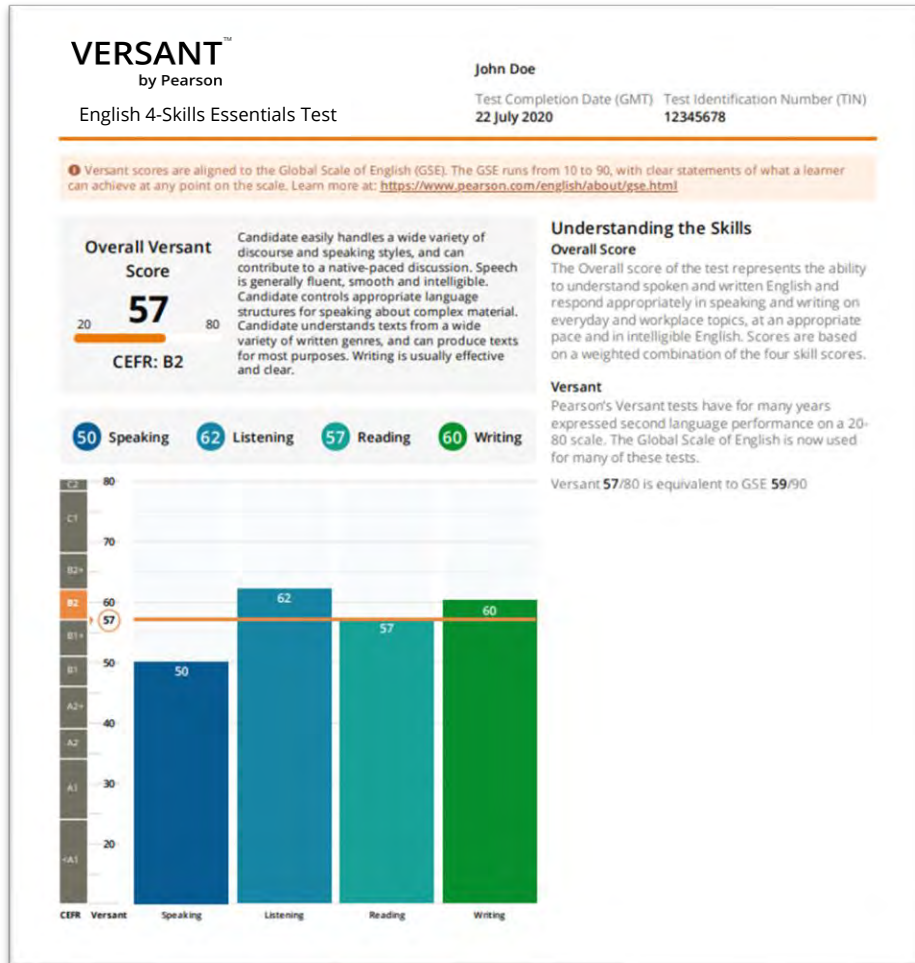 VERSANT™
by Pearson
English 4-Skills Essentials Test
John Doe
Test Completion Date (GMT) Test Identification Number (TIN)
22 July 2020 12345678
Versant scores are aligned to the Global Scale of English (GSE). The GSE runs from 10 to 90, with clear statements of what a learner
can achieve at any point on the scale. Learn more at: https://www.pearson.com/english/about/gse.html
Overall Versant
Score
57
20 80
CEFR: B2
Candidate easily handles a wide variety of
discourse and speaking styles, and can
contribute to a native-paced discussion. Speech
is generally fluent, smooth and intelligible.
Candidate controls appropriate language
structures for speaking about complex material.
Candidate understands texts from a wide
variety of written genres, and can produce texts
for most purposes. Writing is usually effective
and clear.
Understanding the Skills
Overall Score
The Overall score of the test represents the ability
to understand spoken and written English and
respond appropriately in speaking and writing on
everyday and workplace topics, at an appropriate
pace and in intelligible English. Scores are based
on a weighted combination of the four skill scores.
Versant
Pearson's Versant tests have for many years
expressed second language performance on a 20-
80 scale. The Global Scale of English is now used
for many of these tests.
Versant 57/80 is equivalent to GSE 59/90
50 Speaking 62 Listening 57 Reading 60 Writing
C2 80
C1
70
B2+
B2 60
57
B1+
B1 50
A2+
40
A2
A1 30
20
<A1
50
62
57
60
CEFR Versant Speaking Listening Reading Writing